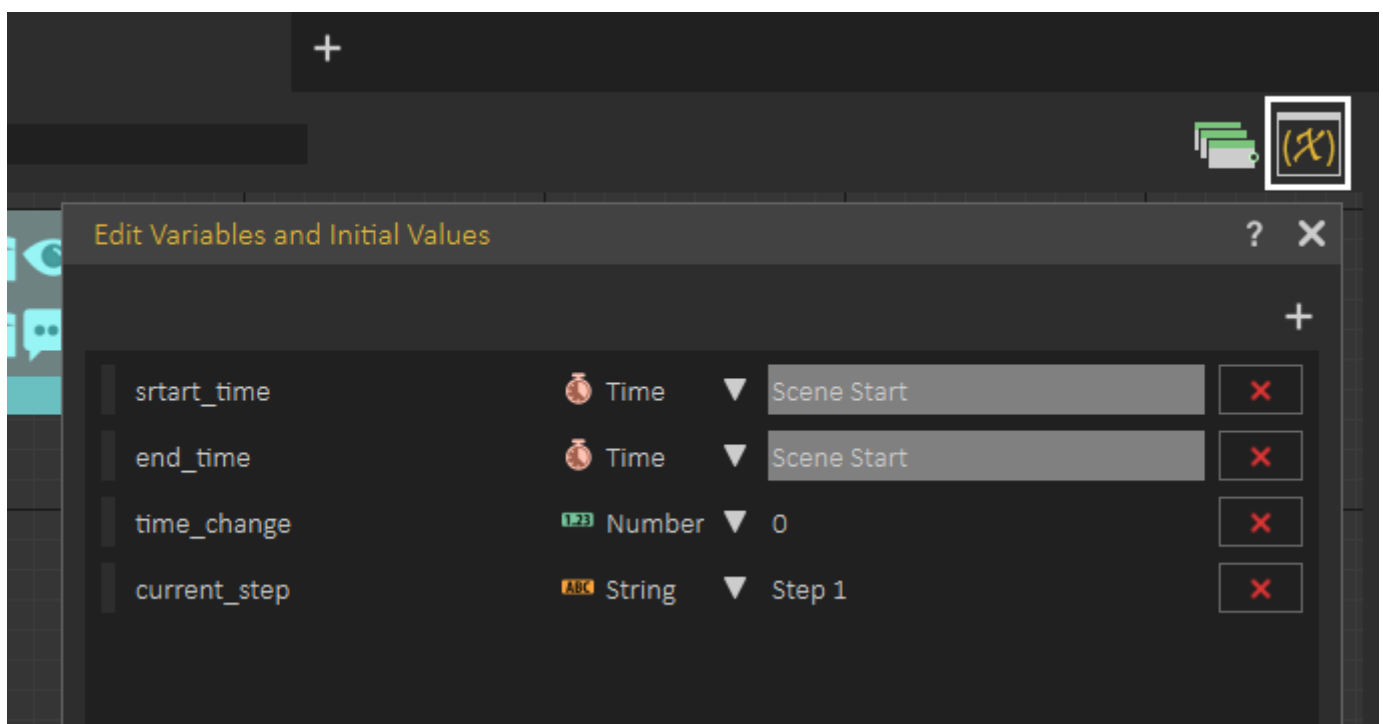 +
(X)
Edit Variables and Initial Values ? ×
+
srtart_time Time ▼ Scene Start ×
end_time Time ▼ Scene Start ×
time_change 1.23 Number ▼ 0 ×
current_step ABC String ▼ Step 1 ×